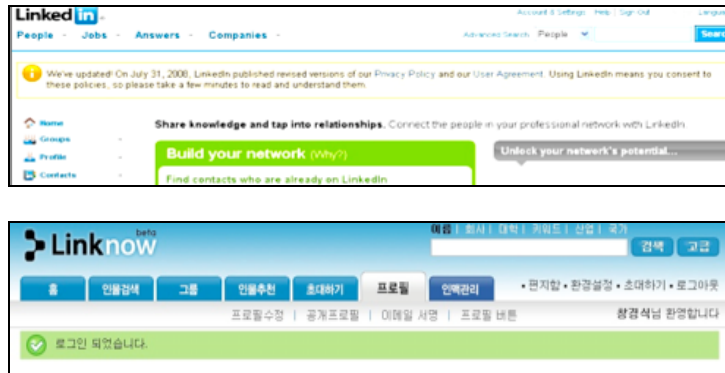 Linked in
Account & Settings Help | Sign Out Langua
People Jobs Answers Companies Advanced Search People Sear
We've updated! On July 31, 2008, LinkedIn published revised versions of our Privacy Policy and our User Agreement. Using LinkedIn means you consent to
these policies, so please take a few minutes to read and understand them.
Home
Share knowledge and tap into relationships. Connect the people in your professional network with LinkedIn
Groups
Build your network (Why?)
Unlock your network's potential...
Profile
Contacts
Find contacts who are already on LinkedIn
Linknow beta
이름 | 회사 | 대학 | 키워드 | 산업 | 국가
검색 고급
홈 인물검색 그룹 인물추천 초대하기 프로필 인맥관리 • 편지함 • 환경설정 • 초대하기 • 로그아웃
프로필수정 | 공개프로필 | 이메일 서명 | 프로필 버튼 창경식님 환영합니다
로그인 되었습니다.